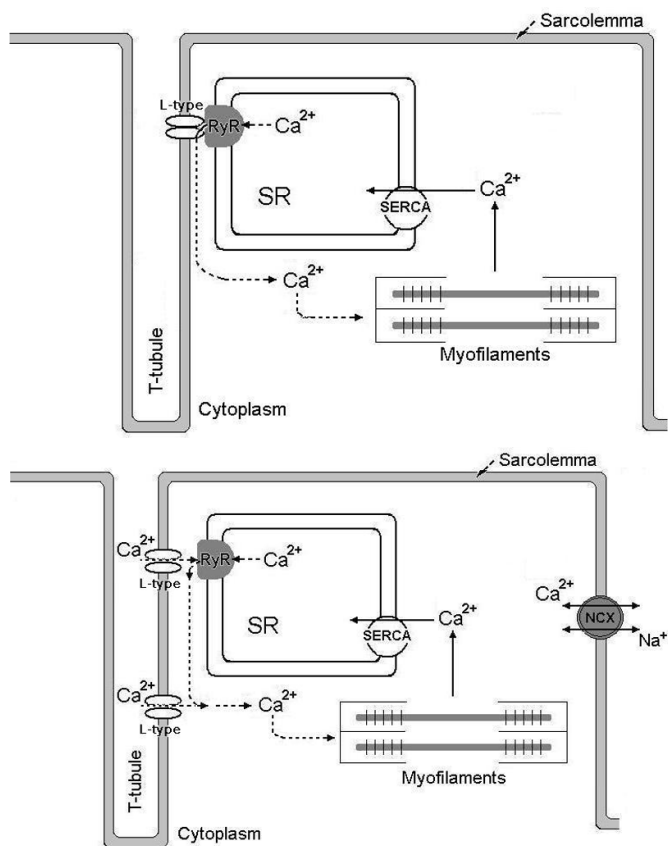 Sarcolemma
L-type
RyR
Ca2+
SR
Ca2+
SERCA
Ca2+
Myofilaments
T-tubule
Cytoplasm
Sarcolemma
Ca2+
L-type
RyR
Ca2+
SR
Ca2+
SERCA
Ca2+
NCX
Na+
Ca2+
L-type
Ca2+
Myofilaments
T-tubule
Cytoplasm